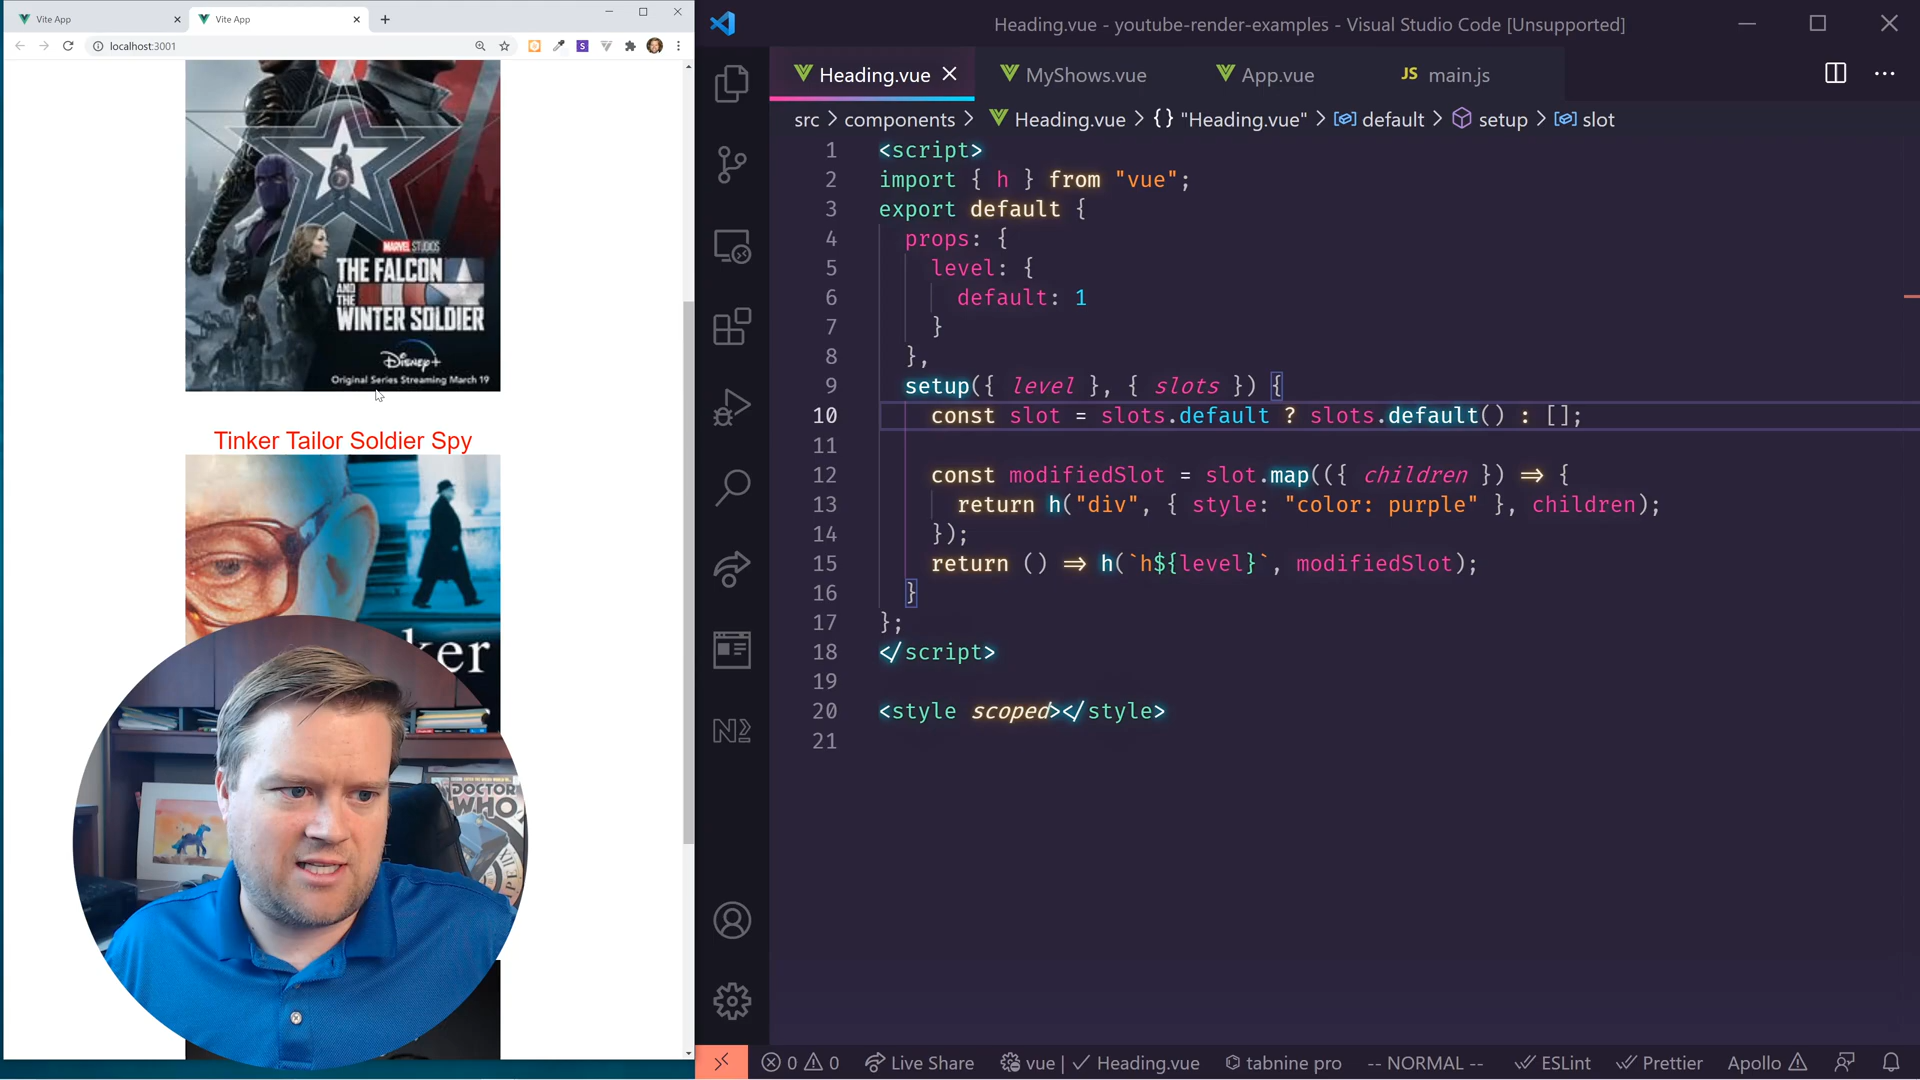 Vite App
Vite App
localhost:3001
MARVEL STUDIOS
THE FALCON
AND THE
WINTER SOLDIER
Disney+
Original Series Streaming March 19
Tinker Tailor Soldier Spy
ker
DOCTOR
WHO
Heading.vue - youtube-render-examples - Visual Studio Code [Unsupported]
Heading.vue
MyShows.vue
App.vue
JS main.js
src > components > Heading.vue > {} "Heading.vue" > default > setup > slot
1 <script>
2 import { h } from "vue";
3 export default {
4 props: {
5 level: {
6 default: 1
7 }
8 },
9 setup({ level }, { slots }) {
10 const slot = slots.default ? slots.default() : [];
11
12 const modifiedSlot = slot.map(({ children }) => {
13 return h("div", { style: "color: purple" }, children);
14 });
15 return () => h(`h${level}`, modifiedSlot);
16 }
17 };
18 </script>
19
20 <style scoped></style>
21
0 0 Live Share vue | Heading.vue tabnine pro -- NORMAL -- ESLint Prettier Apollo